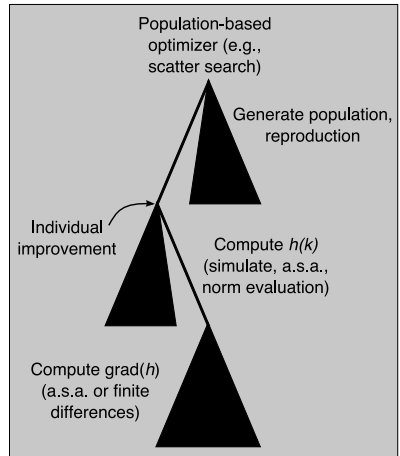 Population-based
optimizer (e.g.,
scatter search)
Generate population,
reproduction
Individual
improvement
Compute h(k)
(simulate, a.s.a.,
norm evaluation)
Compute grad(h)
(a.s.a. or finite
differences)